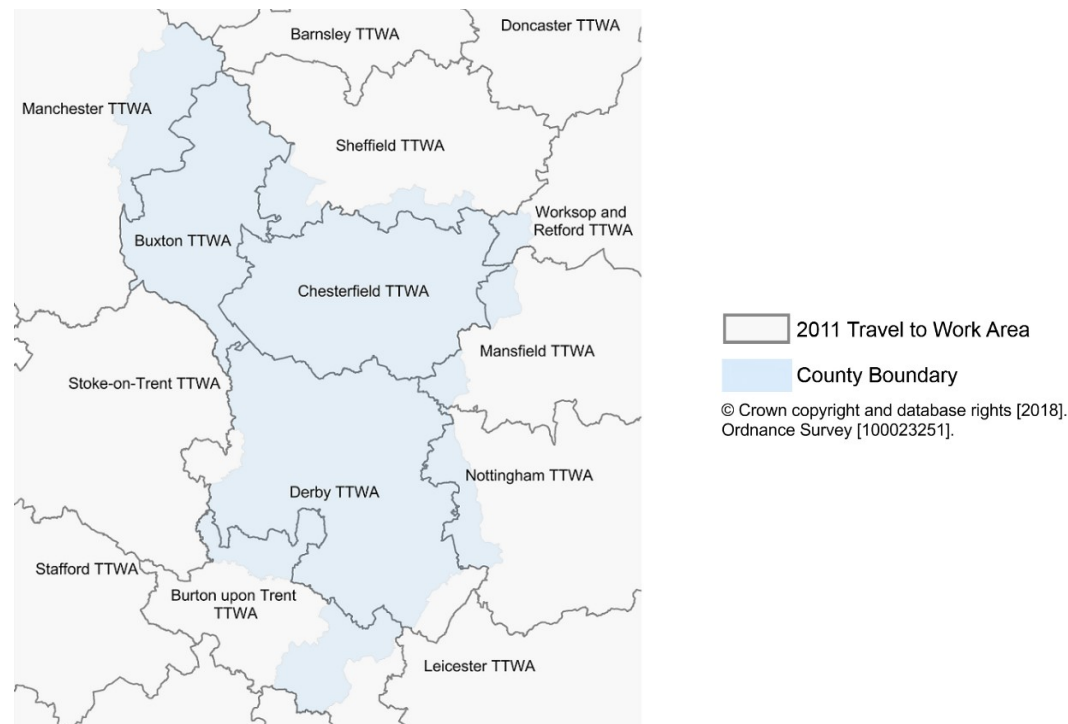 Barnsley TTWA
Doncaster TTWA
Manchester TTWA
Sheffield TTWA
Worksop and
Retford TTWA
Buxton TTWA
Chesterfield TTWA
Mansfield TTWA
Stoke-on-Trent TTWA
Nottingham TTWA
Derby TTWA
Stafford TTWA
Burton upon Trent
TTWA
Leicester TTWA
2011 Travel to Work Area
County Boundary
© Crown copyright and database rights [2018].
Ordnance Survey [100023251].